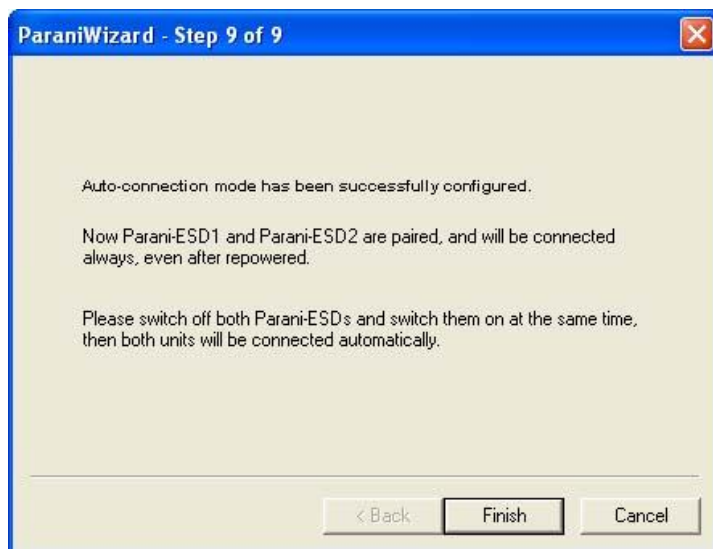 ParaniWizard - Step 9 of 9
Auto-connection mode has been successfully configured.
Now Parani-ESD1 and Parani-ESD2 are paired, and will be connected
always, even after repowered.
Please switch off both Parani-ESDs and switch them on at the same time,
then both units will be connected automatically.
< Back
Finish
Cancel